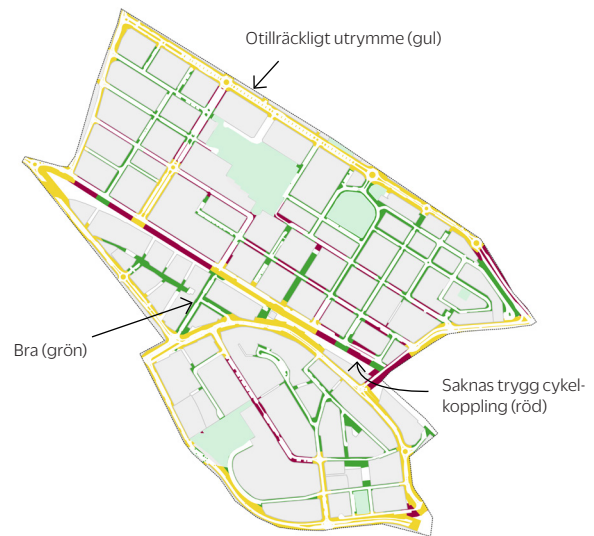 Otillräckligt utrymme (gul)
Bra (grön)
Saknas trygg cykel-
koppling (röd)